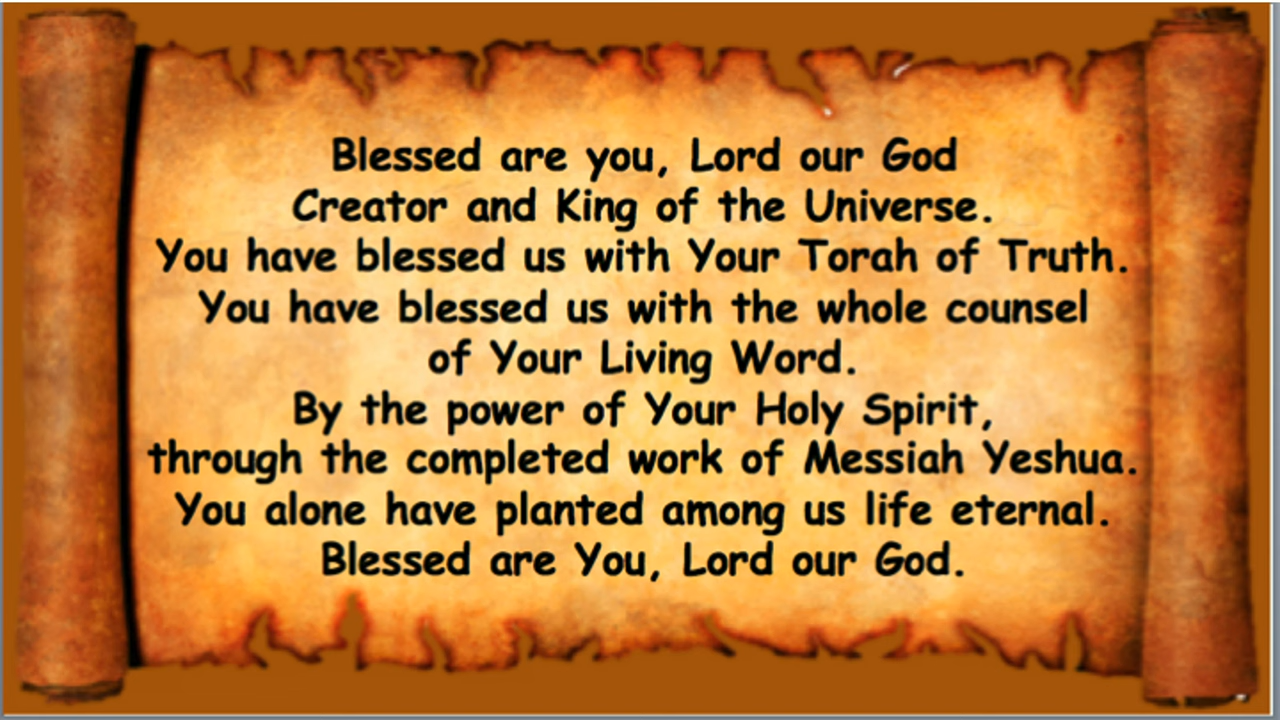 Blessed are you, Lord our God
Creator and King of the Universe.
You have blessed us with Your Torah of Truth.
You have blessed us with the whole counsel
of Your Living Word.
By the power of Your Holy Spirit,
through the completed work of Messiah Yeshua.
You alone have planted among us life eternal.
Blessed are You, Lord our God.